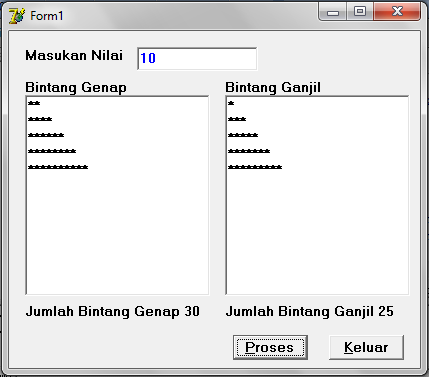 Form1
Masukan Nilai 10
Bintang Genap
**
****
******
********
**********
Jumlah Bintang Genap 30
Bintang Ganjil
*
***
*****
*******
*********
Jumlah Bintang Ganjil 25
Proses Keluar